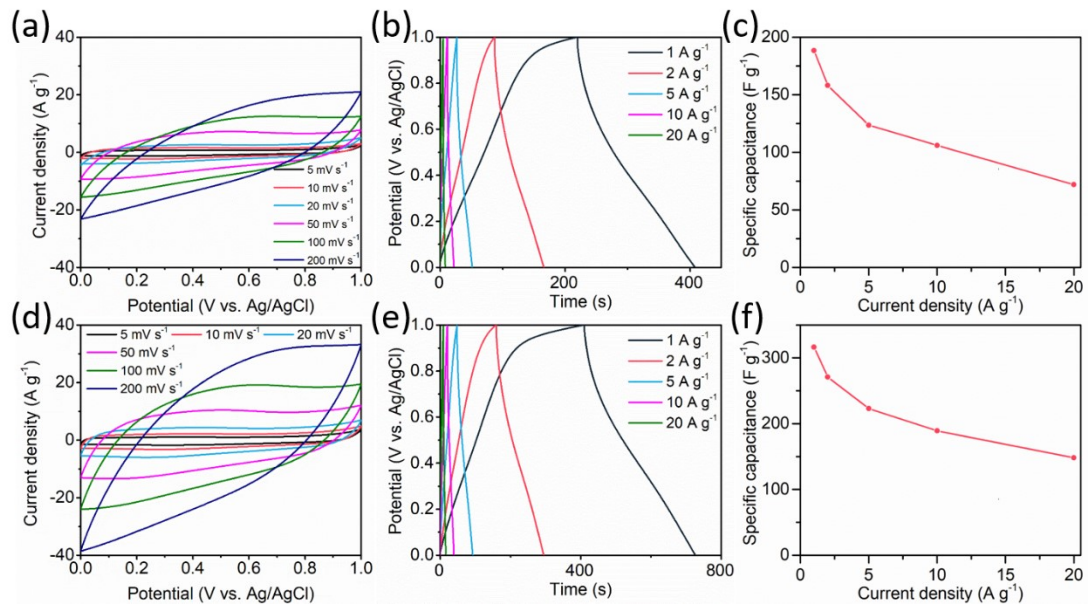 (a)
40
20
0
-20
-40
Current density (A g⁻¹)
5 mV s⁻¹
10 mV s⁻¹
20 mV s⁻¹
50 mV s⁻¹
100 mV s⁻¹
200 mV s⁻¹
0.0 0.2 0.4 0.6 0.8 1.0
Potential (V vs. Ag/AgCl)
(b)
1.0
0.8
0.6
0.4
0.2
0.0
Potential (V vs. Ag/AgCl)
1 A g⁻¹
2 A g⁻¹
5 A g⁻¹
10 A g⁻¹
20 A g⁻¹
0 200 400
Time (s)
(c)
200
150
100
50
0
Specific capacitance (F g⁻¹)
0 5 10 15 20
Current density (A g⁻¹)
(d)
40
20
0
-20
-40
Current density (A g⁻¹)
5 mV s⁻¹ 10 mV s⁻¹ 20 mV s⁻¹
50 mV s⁻¹
100 mV s⁻¹
200 mV s⁻¹
0.0 0.2 0.4 0.6 0.8 1.0
Potential (V vs. Ag/AgCl)
(e)
1.0
0.8
0.6
0.4
0.2
0.0
Potential (V vs. Ag/AgCl)
1 A g⁻¹
2 A g⁻¹
5 A g⁻¹
10 A g⁻¹
20 A g⁻¹
0 400 800
Time (s)
(f)
300
150
0
Specific capacitance (F g⁻¹)
0 5 10 15 20
Current density (A g⁻¹)